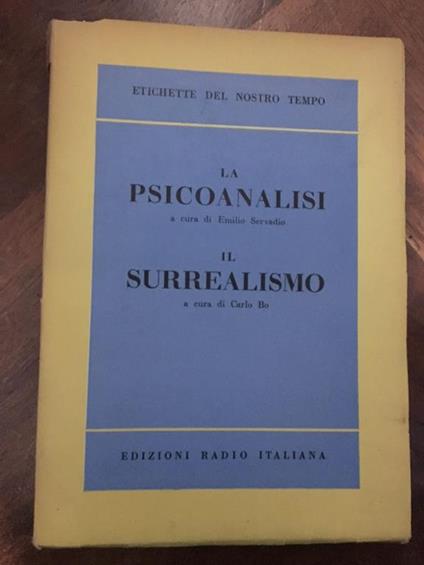 ETICHETTE DEL NOSTRO TEMPO
LA
PSICOANALISI
a cura di Emilio Servadio
IL
SURREALISMO
a cura di Carlo Bo
EDIZIONI RADIO ITALIANA